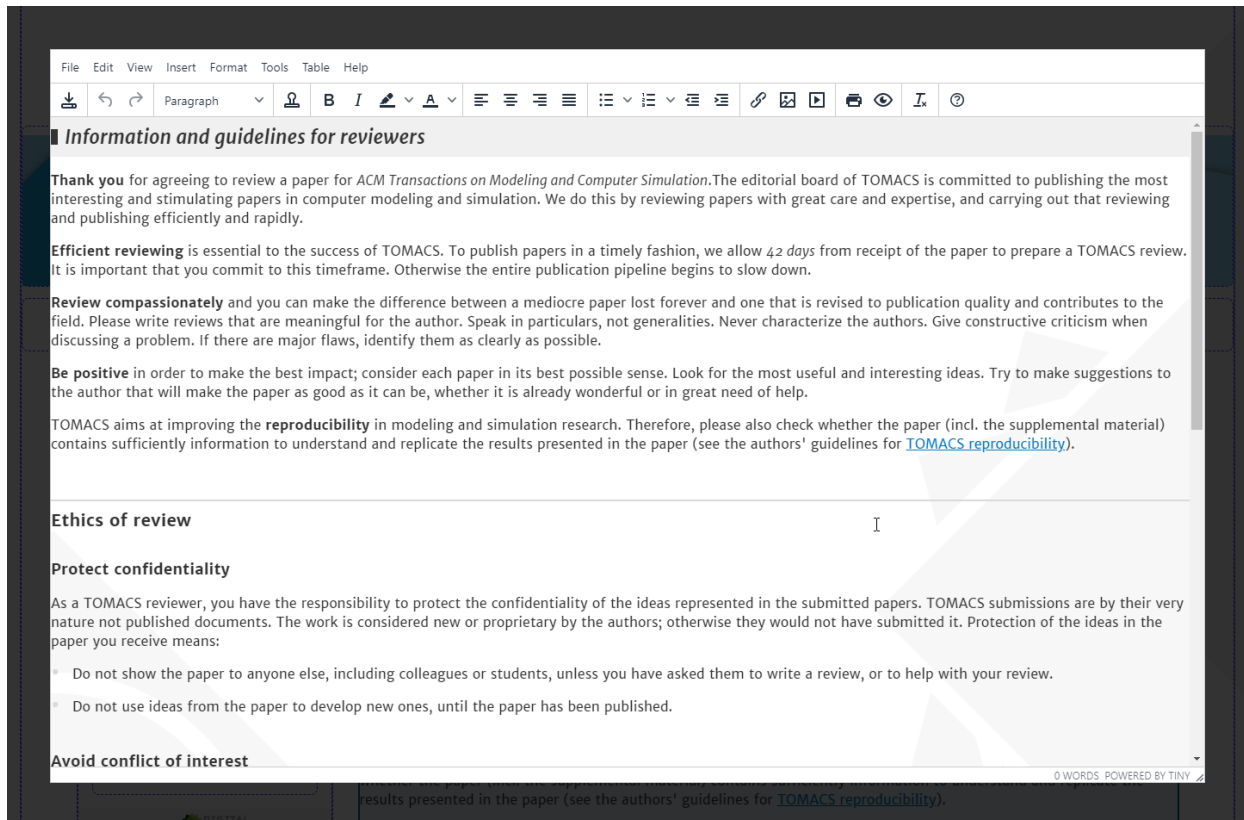 File Edit View Insert Format Tools Table Help
Paragraph B I A
Information and guidelines for reviewers
Thank you for agreeing to review a paper for ACM Transactions on Modeling and Computer Simulation.The editorial board of TOMACS is committed to publishing the most
interesting and stimulating papers in computer modeling and simulation. We do this by reviewing papers with great care and expertise, and carrying out that reviewing
and publishing efficiently and rapidly.
Efficient reviewing is essential to the success of TOMACS. To publish papers in a timely fashion, we allow 42 days from receipt of the paper to prepare a TOMACS review.
It is important that you commit to this timeframe. Otherwise the entire publication pipeline begins to slow down.
Review compassionately and you can make the difference between a mediocre paper lost forever and one that is revised to publication quality and contributes to the
field. Please write reviews that are meaningful for the author. Speak in particulars, not generalities. Never characterize the authors. Give constructive criticism when
discussing a problem. If there are major flaws, identify them as clearly as possible.
Be positive in order to make the best impact; consider each paper in its best possible sense. Look for the most useful and interesting ideas. Try to make suggestions to
the author that will make the paper as good as it can be, whether it is already wonderful or in great need of help.
TOMACS aims at improving the reproducibility in modeling and simulation research. Therefore, please also check whether the paper (incl. the supplemental material)
contains sufficiently information to understand and replicate the results presented in the paper (see the authors' guidelines for TOMACS reproducibility).
Ethics of review
Protect confidentiality
As a TOMACS reviewer, you have the responsibility to protect the confidentiality of the ideas represented in the submitted papers. TOMACS submissions are by their very
nature not published documents. The work is considered new or proprietary by the authors; otherwise they would not have submitted it. Protection of the ideas in the
paper you receive means:
Do not show the paper to anyone else, including colleagues or students, unless you have asked them to write a review, or to help with your review.
Do not use ideas from the paper to develop new ones, until the paper has been published.
Avoid conflict of interest
0 WORDS POWERED BY TINY
results presented in the paper (see the authors' guidelines for TOMACS reproducibility).